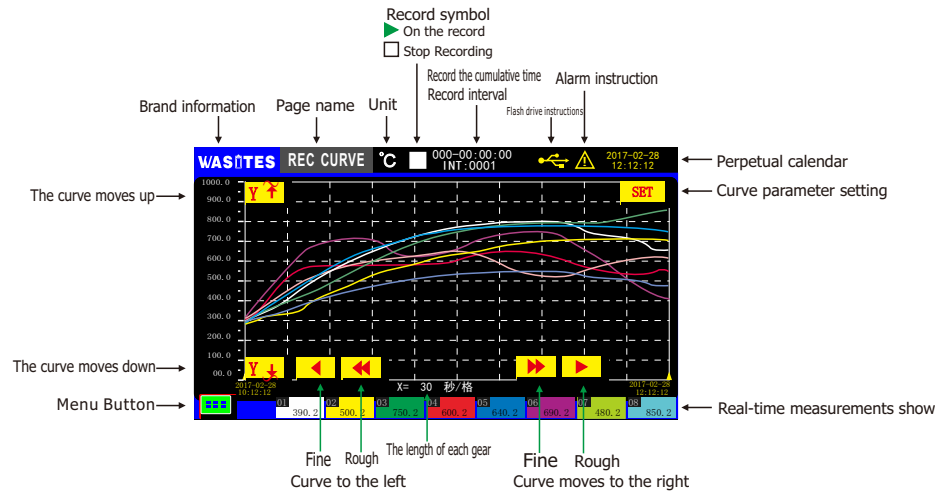 Record symbol
On the record
Stop Recording
Record the cumulative time
Record interval
Alarm instruction
Flash drive instructions
Brand information
Page name
Unit
WASITES
REC CURVE
℃
000-00:00:00
INT:0001
2017-02-28
12:12:12
Perpetual calendar
The curve moves up
Y
SET
Curve parameter setting
1000.0
900.0
800.0
700.0
600.0
500.0
400.0
300.0
200.0
100.0
00.0
The curve moves down
Y
2017-02-28
10:12:12
X= 30 秒/格
2017-02-28
12:12:12
Menu Button
01 390.2
02 500.2
03 750.2
04 600.2
05 640.2
06 690.2
07 480.2
08 850.2
Real-time measurements show
Fine
Rough
The length of each gear
Fine
Rough
Curve to the left
Curve moves to the right